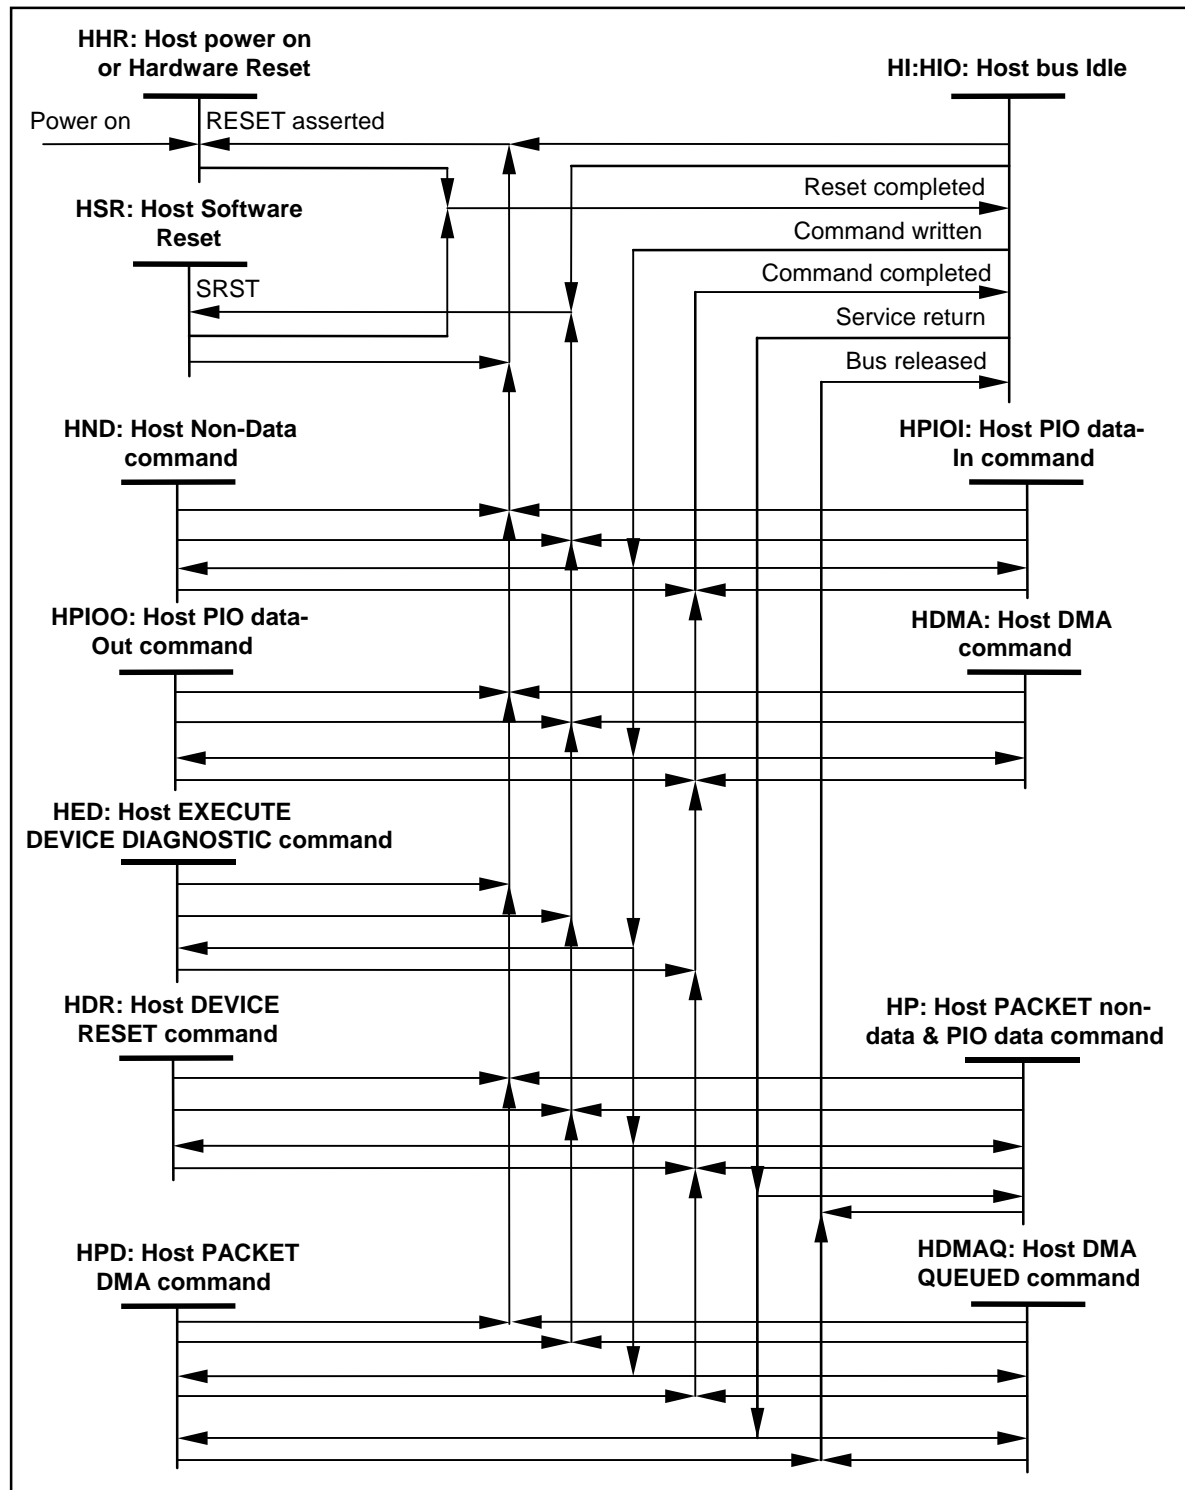 HHR: Host power on
or Hardware Reset
HI:HIO: Host bus Idle
Power on
RESET asserted
Reset completed
HSR: Host Software
Reset
Command written
Command completed
SRST
Service return
Bus released
HND: Host Non-Data
command
HPIOI: Host PIO data-
In command
HPIOO: Host PIO data-
Out command
HDMA: Host DMA
command
HED: Host EXECUTE
DEVICE DIAGNOSTIC command
HDR: Host DEVICE
RESET command
HP: Host PACKET non-
data & PIO data command
HPD: Host PACKET
DMA command
HDMAQ: Host DMA
QUEUED command